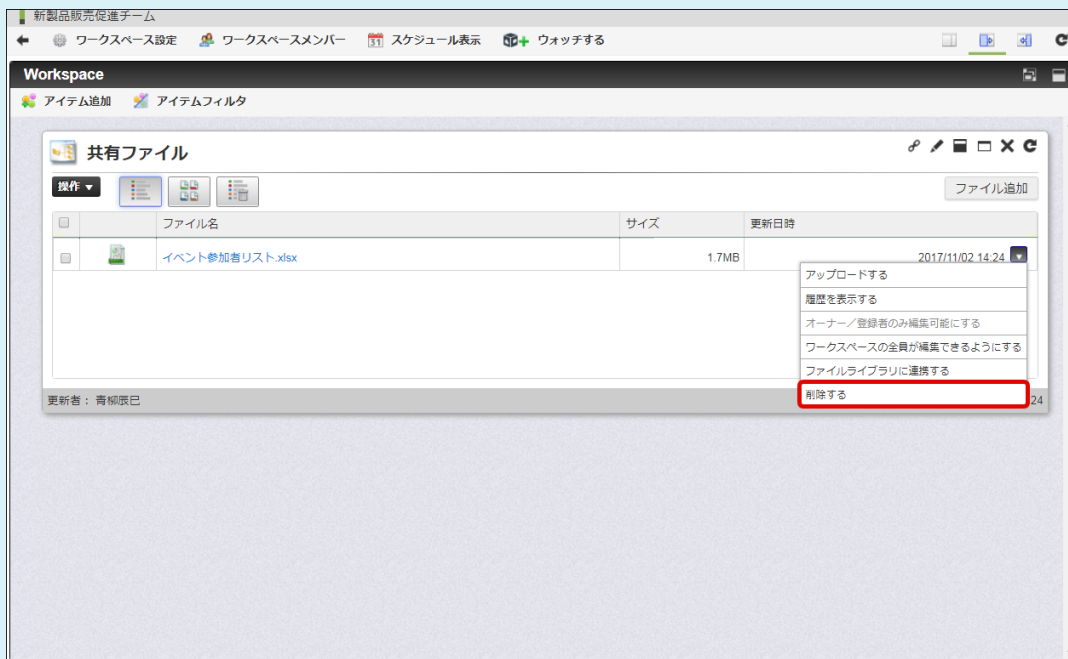 新製品販売促進チーム
ワークスペース設定 ワークスペースメンバー 31 スケジュール表示 ウォッチする
Workspace
アイテム追加 アイテムフィルタ
共有ファイル
操作 ▼ ファイル追加
ファイル名 サイズ 更新日時
イベント参加者リスト.xlsx 1.7MB 2017/11/02 14:24
アップロードする
履歴を表示する
オーナー／登録者のみ編集可能にする
ワークスペースの全員が編集できるようにする
ファイルライブラリに連携する
削除する
更新者： 青柳辰巳 24